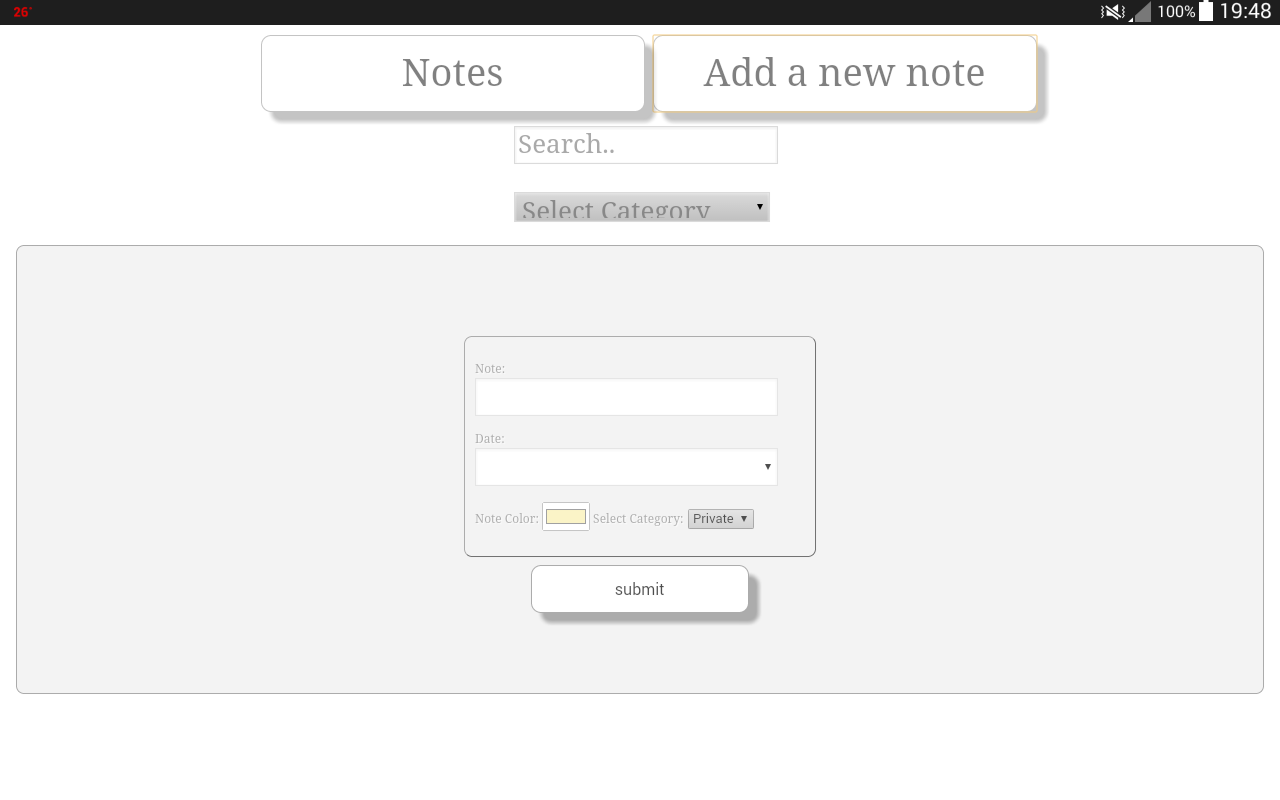 26°
100%
19:48
Notes
Add a new note
Search..
Select Category
Note:
Date:
Note Color:
Select Category:
Private
submit